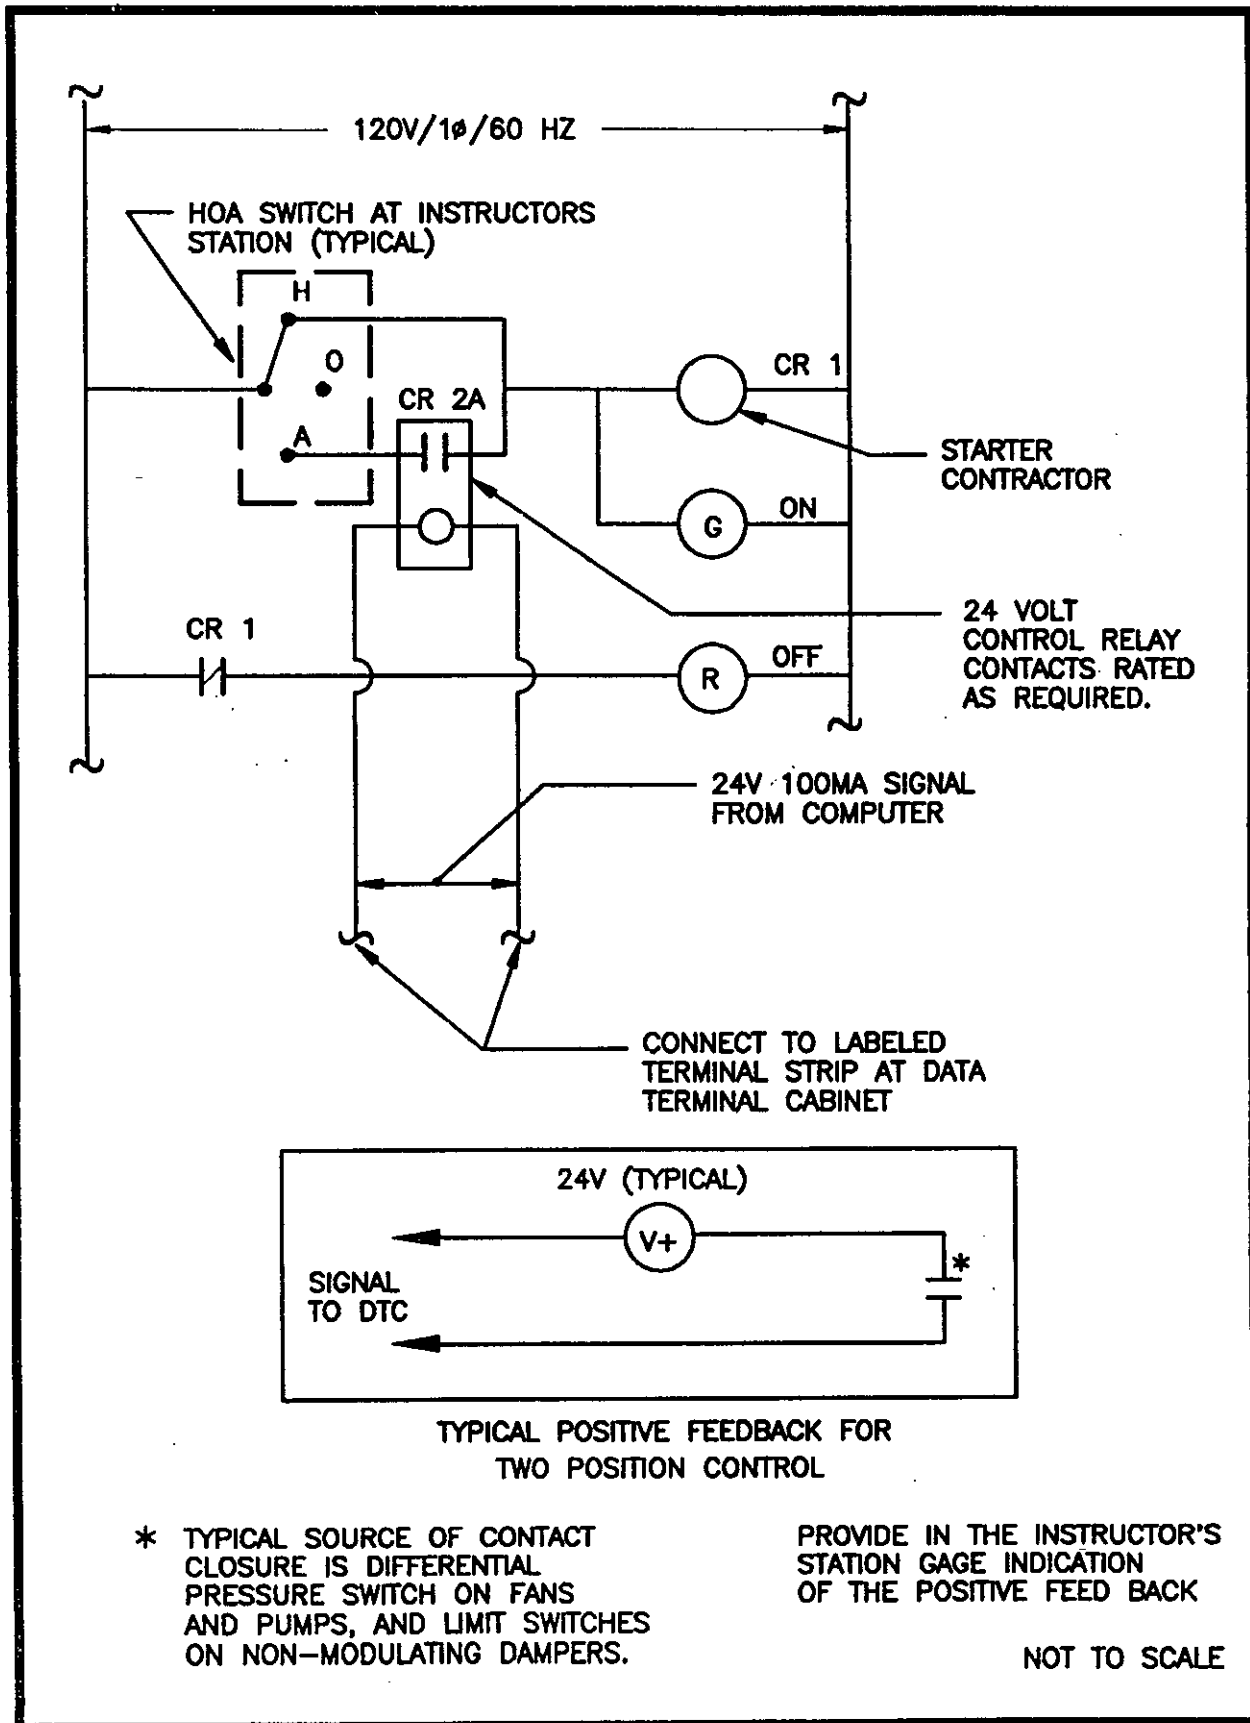 120V/1ø/60 HZ
HOA SWITCH AT INSTRUCTORS
STATION (TYPICAL)
H
O
A
CR 2A
CR 1
STARTER
CONTRACTOR
G
ON
24 VOLT
CONTROL RELAY
CONTACTS RATED
AS REQUIRED.
CR 1
R
OFF
24V 100MA SIGNAL
FROM COMPUTER
CONNECT TO LABELED
TERMINAL STRIP AT DATA
TERMINAL CABINET
24V (TYPICAL)
V+
*
SIGNAL
TO DTC
TYPICAL POSITIVE FEEDBACK FOR
TWO POSITION CONTROL
* TYPICAL SOURCE OF CONTACT
CLOSURE IS DIFFERENTIAL
PRESSURE SWITCH ON FANS
AND PUMPS, AND LIMIT SWITCHES
ON NON-MODULATING DAMPERS.
PROVIDE IN THE INSTRUCTOR'S
STATION GAGE INDICATION
OF THE POSITIVE FEED BACK
NOT TO SCALE